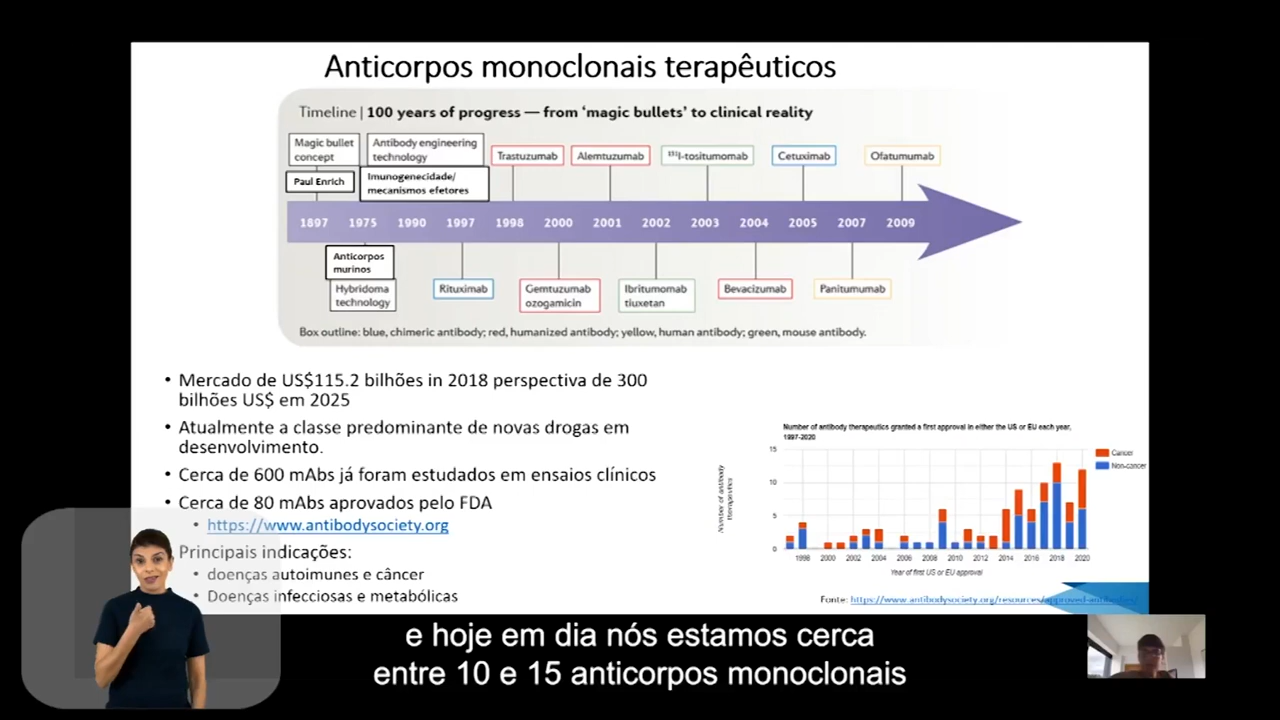 Anticorpos monoclonais terapêuticos
Timeline | 100 years of progress — from ‘magic bullets’ to clinical reality
Magic bullet
concept
Antibody engineering
technology
Trastuzumab
Alemtuzumab
¹³¹I-tositumomab
Cetuximab
Ofatumumab
Paul Enrich
Imunogenecidade/
mecanismos efetores
1897 1975 1990 1997 1998 2000 2001 2002 2003 2004 2005 2007 2009
Anticorpos
murinos
Hybridoma
technology
Rituximab
Gemtuzumab
ozogamicin
Ibritumomab
tiuxetan
Bevacizumab
Panitumumab
Box outline: blue, chimeric antibody; red, humanized antibody; yellow, human antibody; green, mouse antibody.
• Mercado de US$115.2 bilhões in 2018 perspectiva de 300
bilhões US$ em 2025
• Atualmente a classe predominante de novas drogas em
desenvolvimento.
• Cerca de 600 mAbs já foram estudados em ensaios clínicos
• Cerca de 80 mAbs aprovados pelo FDA
• https://www.antibodysociety.org
Principais indicações:
• doenças autoimunes e câncer
• Doenças infecciosas e metabólicas
Number of antibody therapeutics granted a first approval in either the US or EU each year,
1997-2020
Number of antibody
therapeutics
15
10
5
0
Cancer
Non-cancer
1998 2000 2002 2004 2006 2008 2010 2012 2014 2016 2018 2020
Year of first US or EU approval
Fonte: https://www.antibodysociety.org/resources/approved-antibodies/
e hoje em dia nós estamos cerca
entre 10 e 15 anticorpos monoclonais